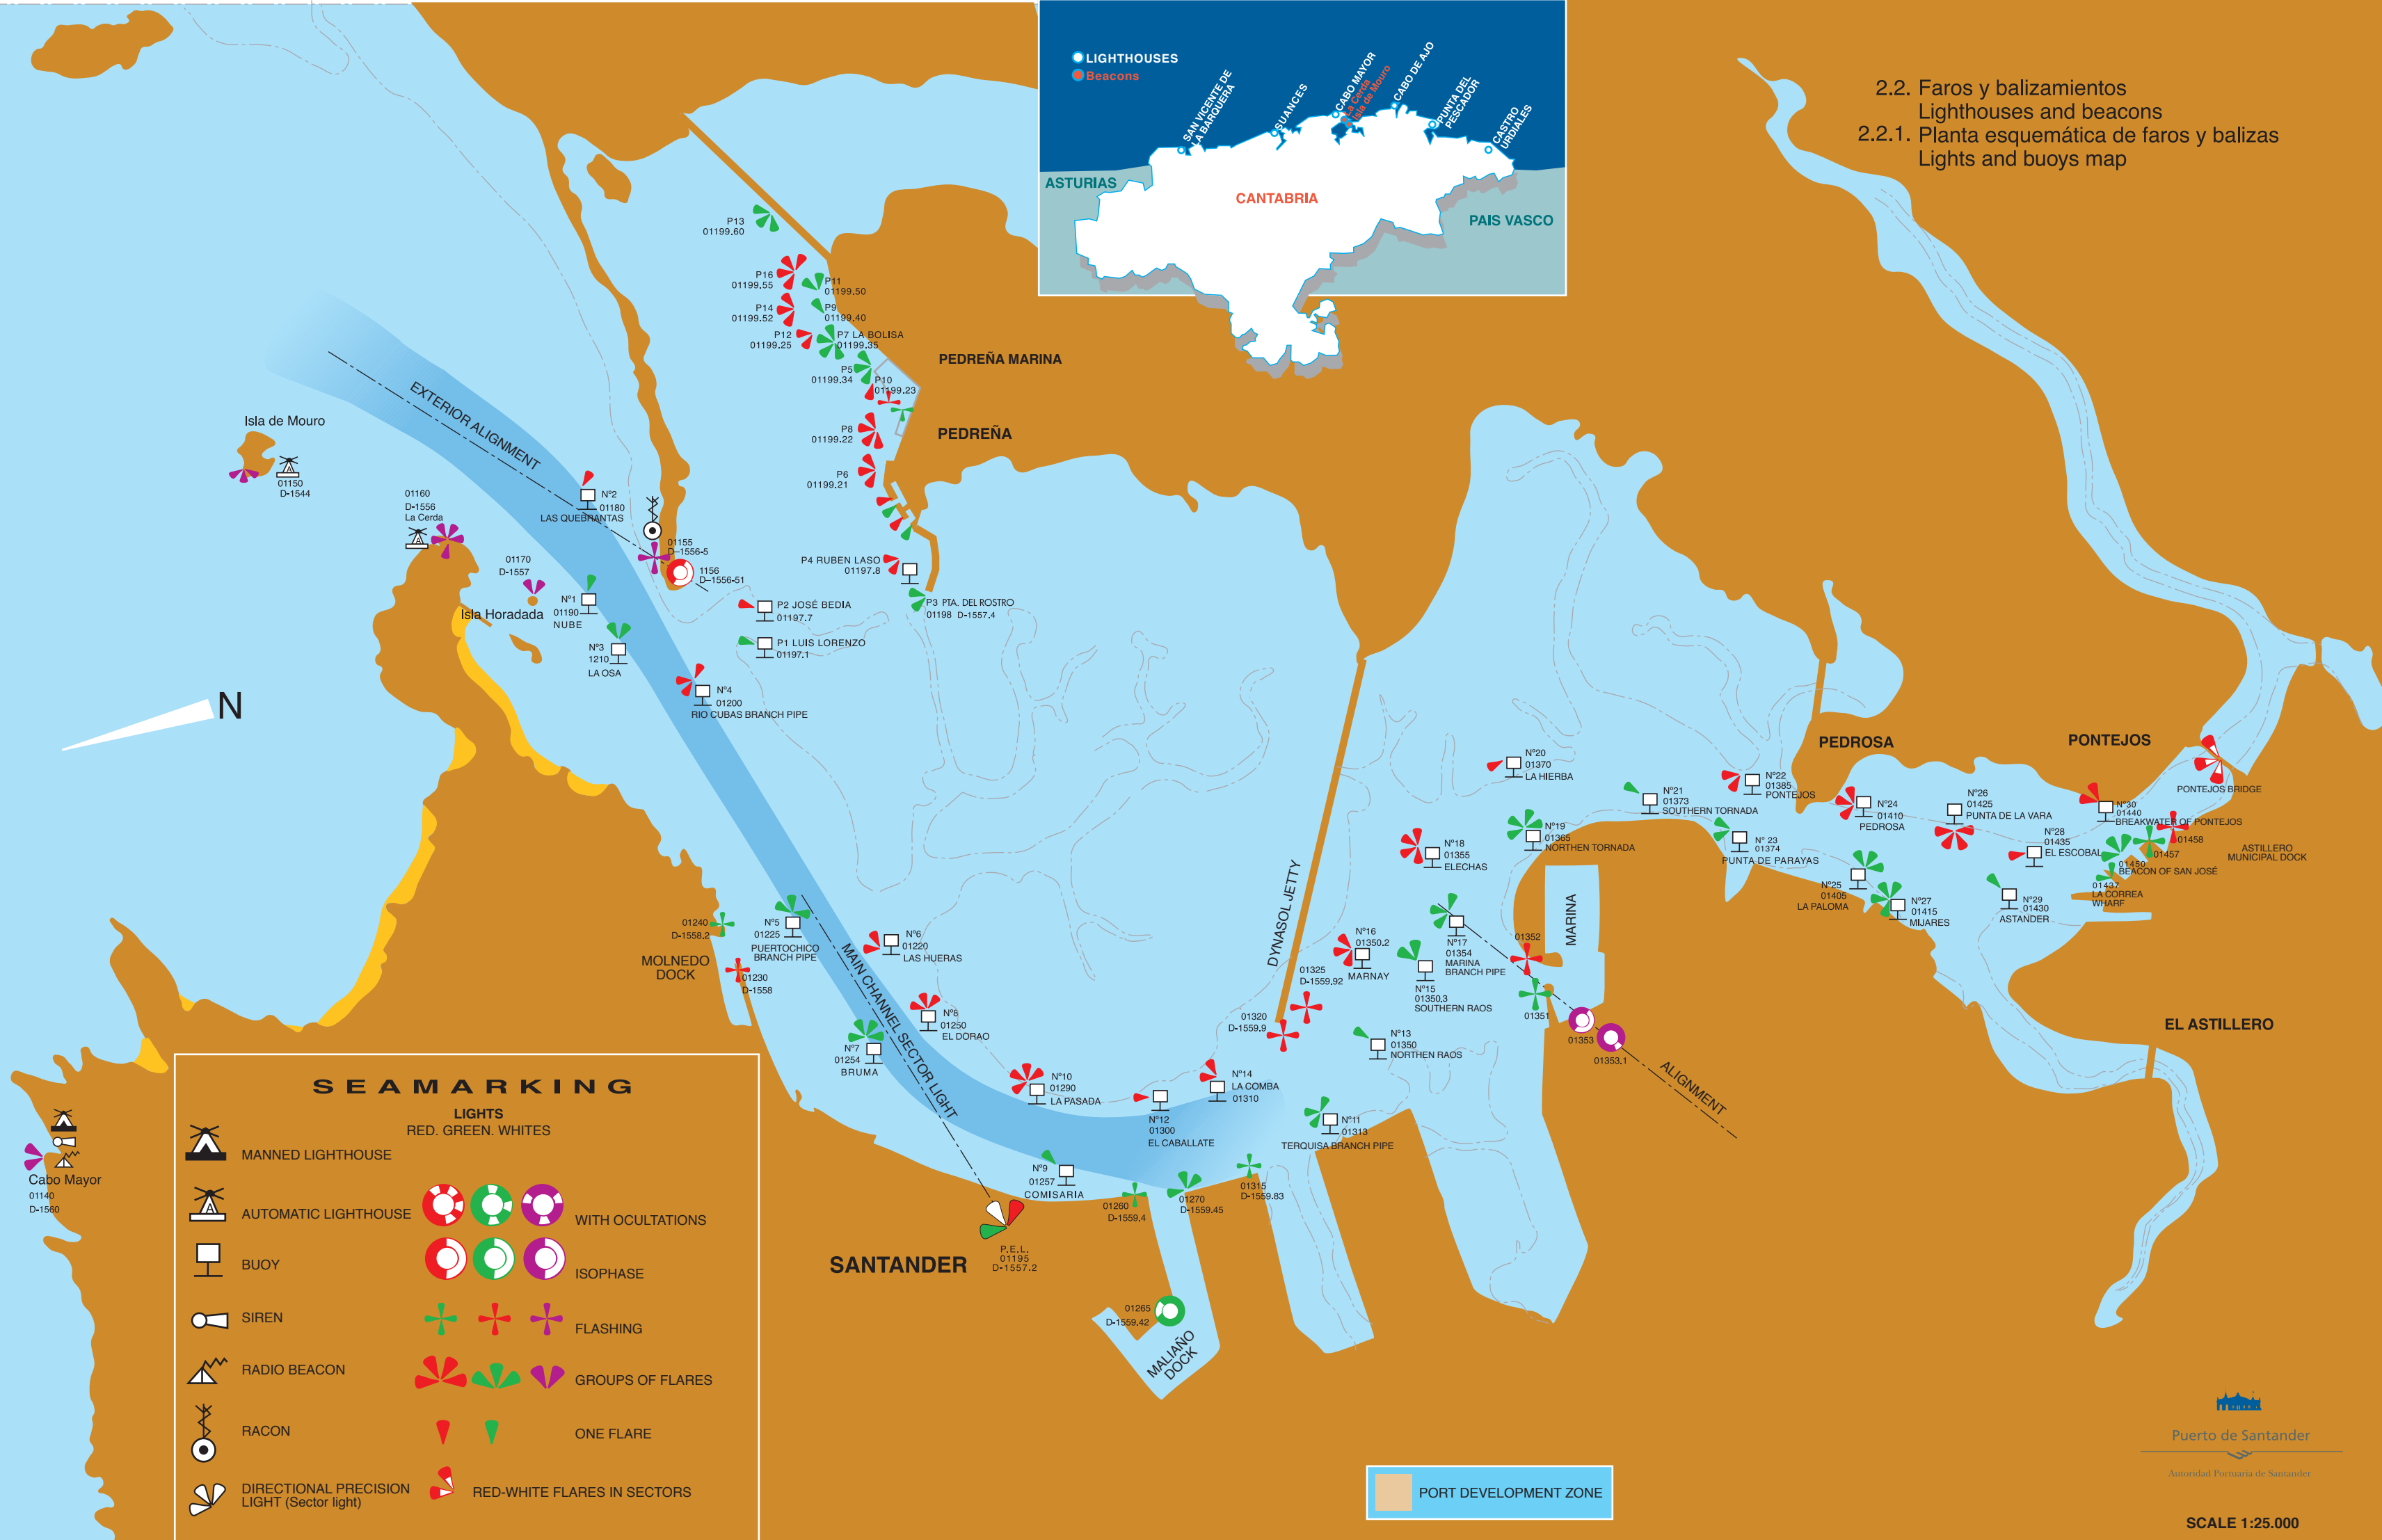 2.2. Faros y balizamientos
Lighthouses and beacons
2.2.1. Planta esquemática de faros y balizas
Lights and buoys map
LIGHTHOUSES
Beacons
SAN VICENTE DE
LA BARQUERA
SUANCES
CABO MAYOR
La Cerda
Isla de Mouro
CABO DE AJO
PUNTA DEL
PESCADOR
CASTRO
URDIALES
ASTURIAS
CANTABRIA
PAIS VASCO
P13
01199.60
P16
01199.55
P11
01199.50
P14
01199.52
P9
01199.40
P12
01199.25
P7 LA BOLISA
01199.35
P5
01199.34
P10
01199.23
P8
01199.22
P6
01199.21
PEDREÑA MARINA
PEDREÑA
EXTERIOR ALIGNMENT
Isla de Mouro
A
01150
D-1544
01160
D-1556
La Cerda
A
Nº2
01180
LAS QUEBRANTAS
01155
D-1556-5
1156
D-1556-51
01170
D-1557
Isla Horadada
Nº1
01190
NUBE
Nº3
1210
LA OSA
P4 RUBEN LASO
01197.8
P2 JOSÉ BEDIA
01197.7
P3 PTA. DEL ROSTRO
01198 D-1557.4
P1 LUIS LORENZO
01197.1
Nº4
01200
RIO CUBAS BRANCH PIPE
N
Nº20
01370
LA HIERBA
Nº21
01373
SOUTHERN TORNADA
Nº22
01385
PONTEJOS
PEDROSA
PONTEJOS
Nº24
01410
PEDROSA
Nº26
01425
PUNTA DE LA VARA
Nº30
01440
BREAKWATER OF PONTEJOS
PONTEJOS BRIDGE
Nº28
01435
EL ESCOBAL
01458
01457
ASTILLERO
MUNICIPAL DOCK
01450
BEACON OF SAN JOSÉ
01437
LA CORREA
WHARF
Nº19
01365
NORTHEN TORNADA
Nº 23
01374
PUNTA DE PARAYAS
Nº18
01355
ELECHAS
Nº25
01405
LA PALOMA
Nº27
01415
MIJARES
Nº29
01430
ASTANDER
EL ASTILLERO
DYNASOL JETTY
MARINA
Nº16
01350.2
MARNAY
Nº17
01354
MARINA
BRANCH PIPE
Nº15
01350,3
SOUTHERN RAOS
01352
01351
01353
01353.1
ALIGNMENT
01325
D-1559.92
01320
D-1559.9
Nº13
01350
NORTHEN RAOS
01240
D-1558.2
MOLNEDO
DOCK
01230
D-1558
Nº5
01225
PUERTOCHICO
BRANCH PIPE
Nº6
01220
LAS HUERAS
MAIN CHANNEL SECTOR LIGHT
Nº8
01250
EL DORAO
Nº7
01254
BRUMA
Nº10
01290
LA PASADA
Nº12
01300
EL CABALLATE
Nº14
LA COMBA
01310
Nº11
01313
TERQUISA BRANCH PIPE
Nº9
01257
COMISARIA
01260
D-1559.4
01270
D-1559.45
01315
D-1559.83
P.E.L.
01195
D-1557.2
SANTANDER
01265
D-1559.42
MALIAÑO
DOCK
Cabo Mayor
01140
D-1560
SEAMARKING
LIGHTS
RED. GREEN. WHITES
MANNED LIGHTHOUSE
A
AUTOMATIC LIGHTHOUSE
WITH OCULTATIONS
BUOY
ISOPHASE
SIREN
FLASHING
RADIO BEACON
GROUPS OF FLARES
RACON
ONE FLARE
DIRECTIONAL PRECISION
LIGHT (Sector light)
RED-WHITE FLARES IN SECTORS
PORT DEVELOPMENT ZONE
Puerto de Santander
Autoridad Portuaria de Santander
SCALE 1:25.000